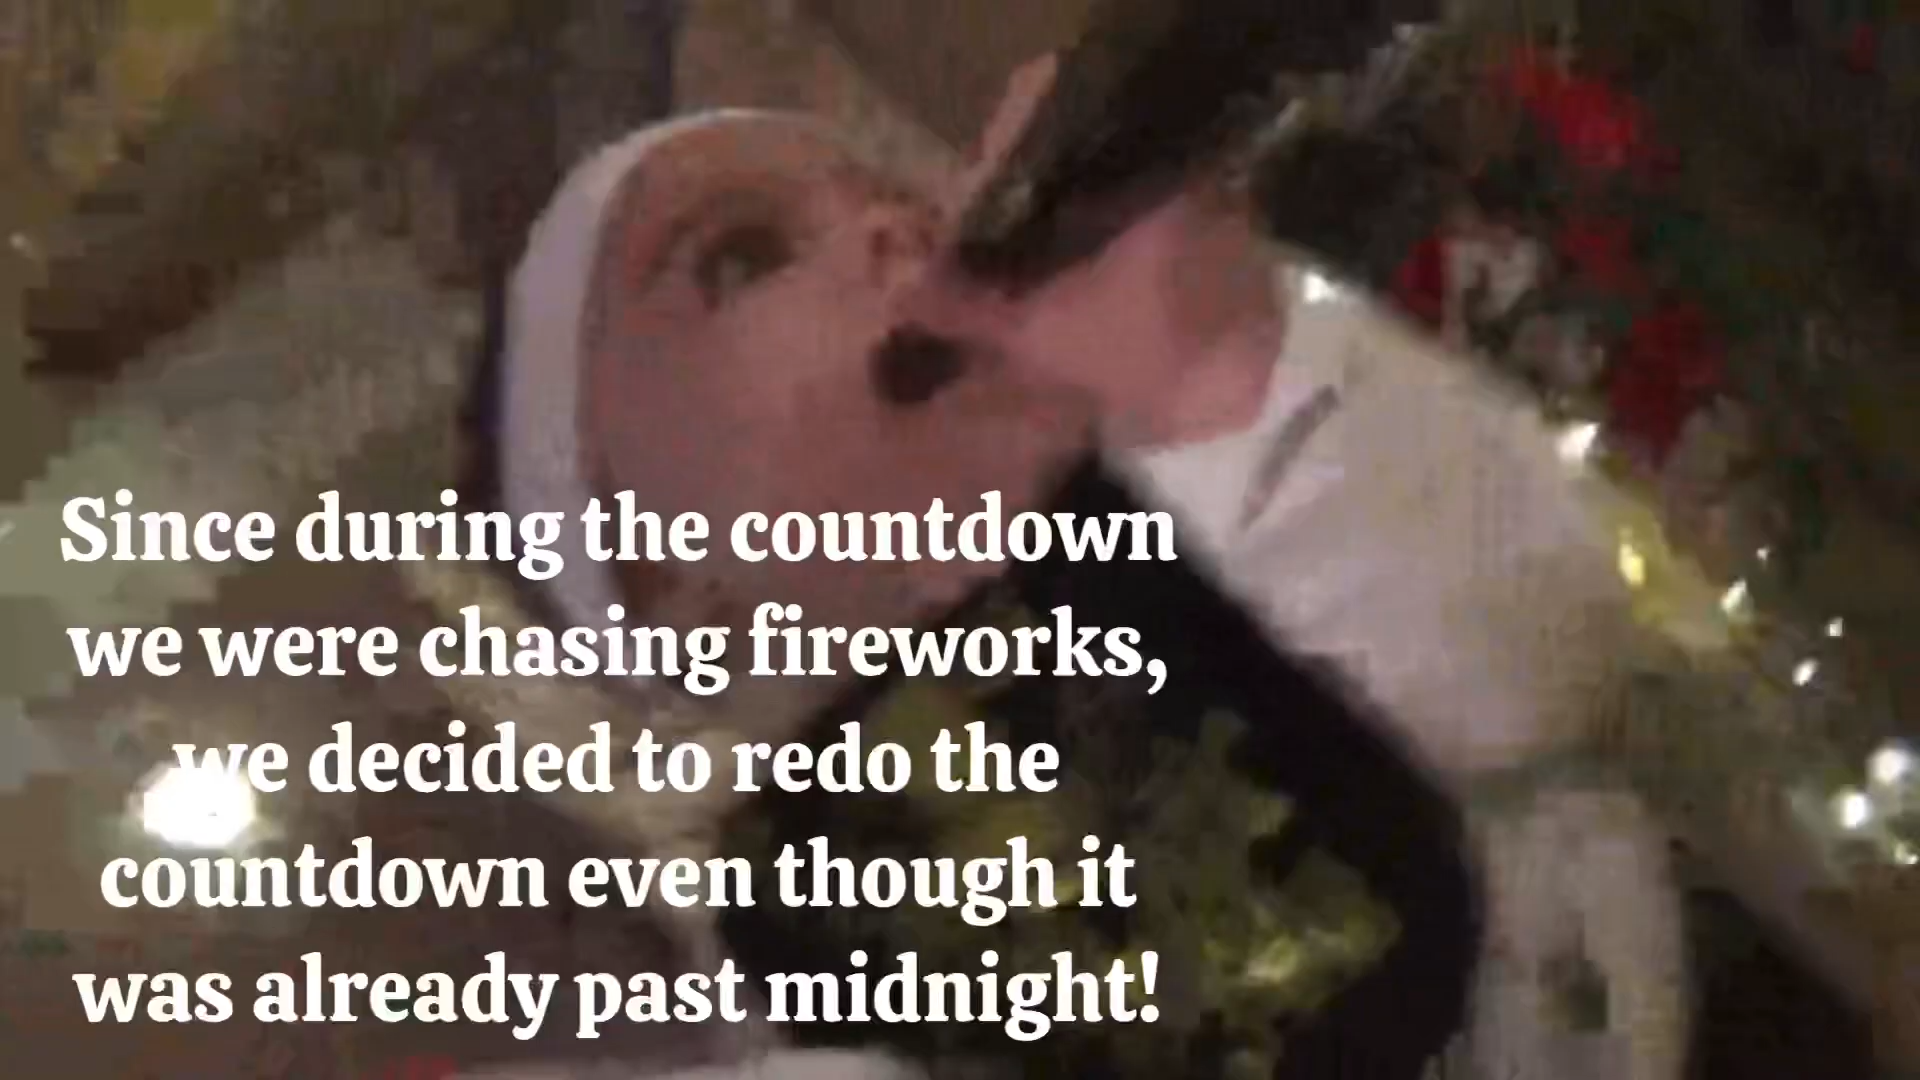 Since during the countdown
we were chasing fireworks,
we decided to redo the
countdown even though it
was already past midnight!